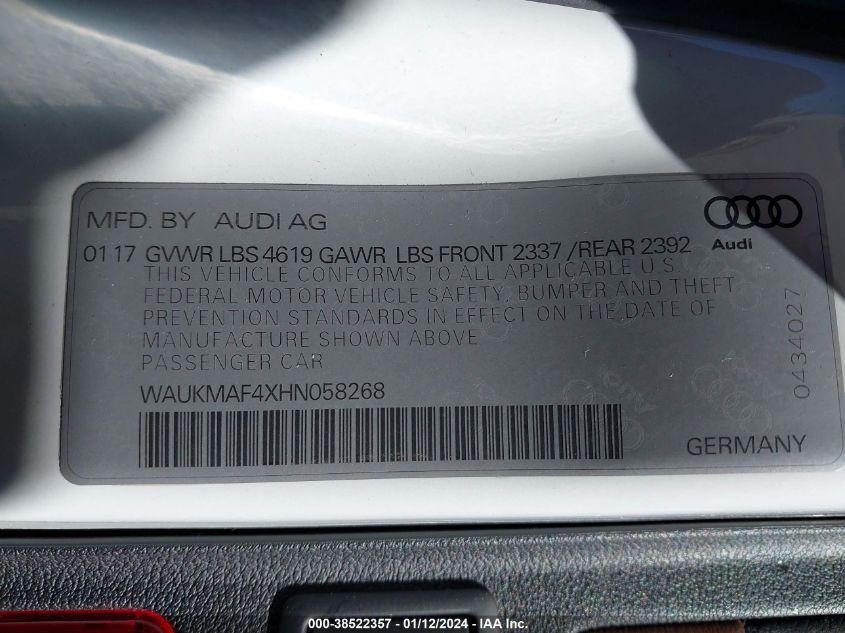 MFD. BY AUDI AG
01 17 GVWR LBS 4619 GAWR LBS FRONT 2337 /REAR 2392
Audi
THIS VEHICLE CONFORMS TO ALL APPLICABLE U.S.
FEDERAL MOTOR VEHICLE SAFETY, BUMPER AND THEFT
PREVENTION STANDARDS IN EFFECT ON THE DATE OF
MANUFACTURE SHOWN ABOVE
PASSENGER CAR
0434027
WAUKMAF4XHN058268
GERMANY
000-38522357 - 01/12/2024 - IAA Inc.